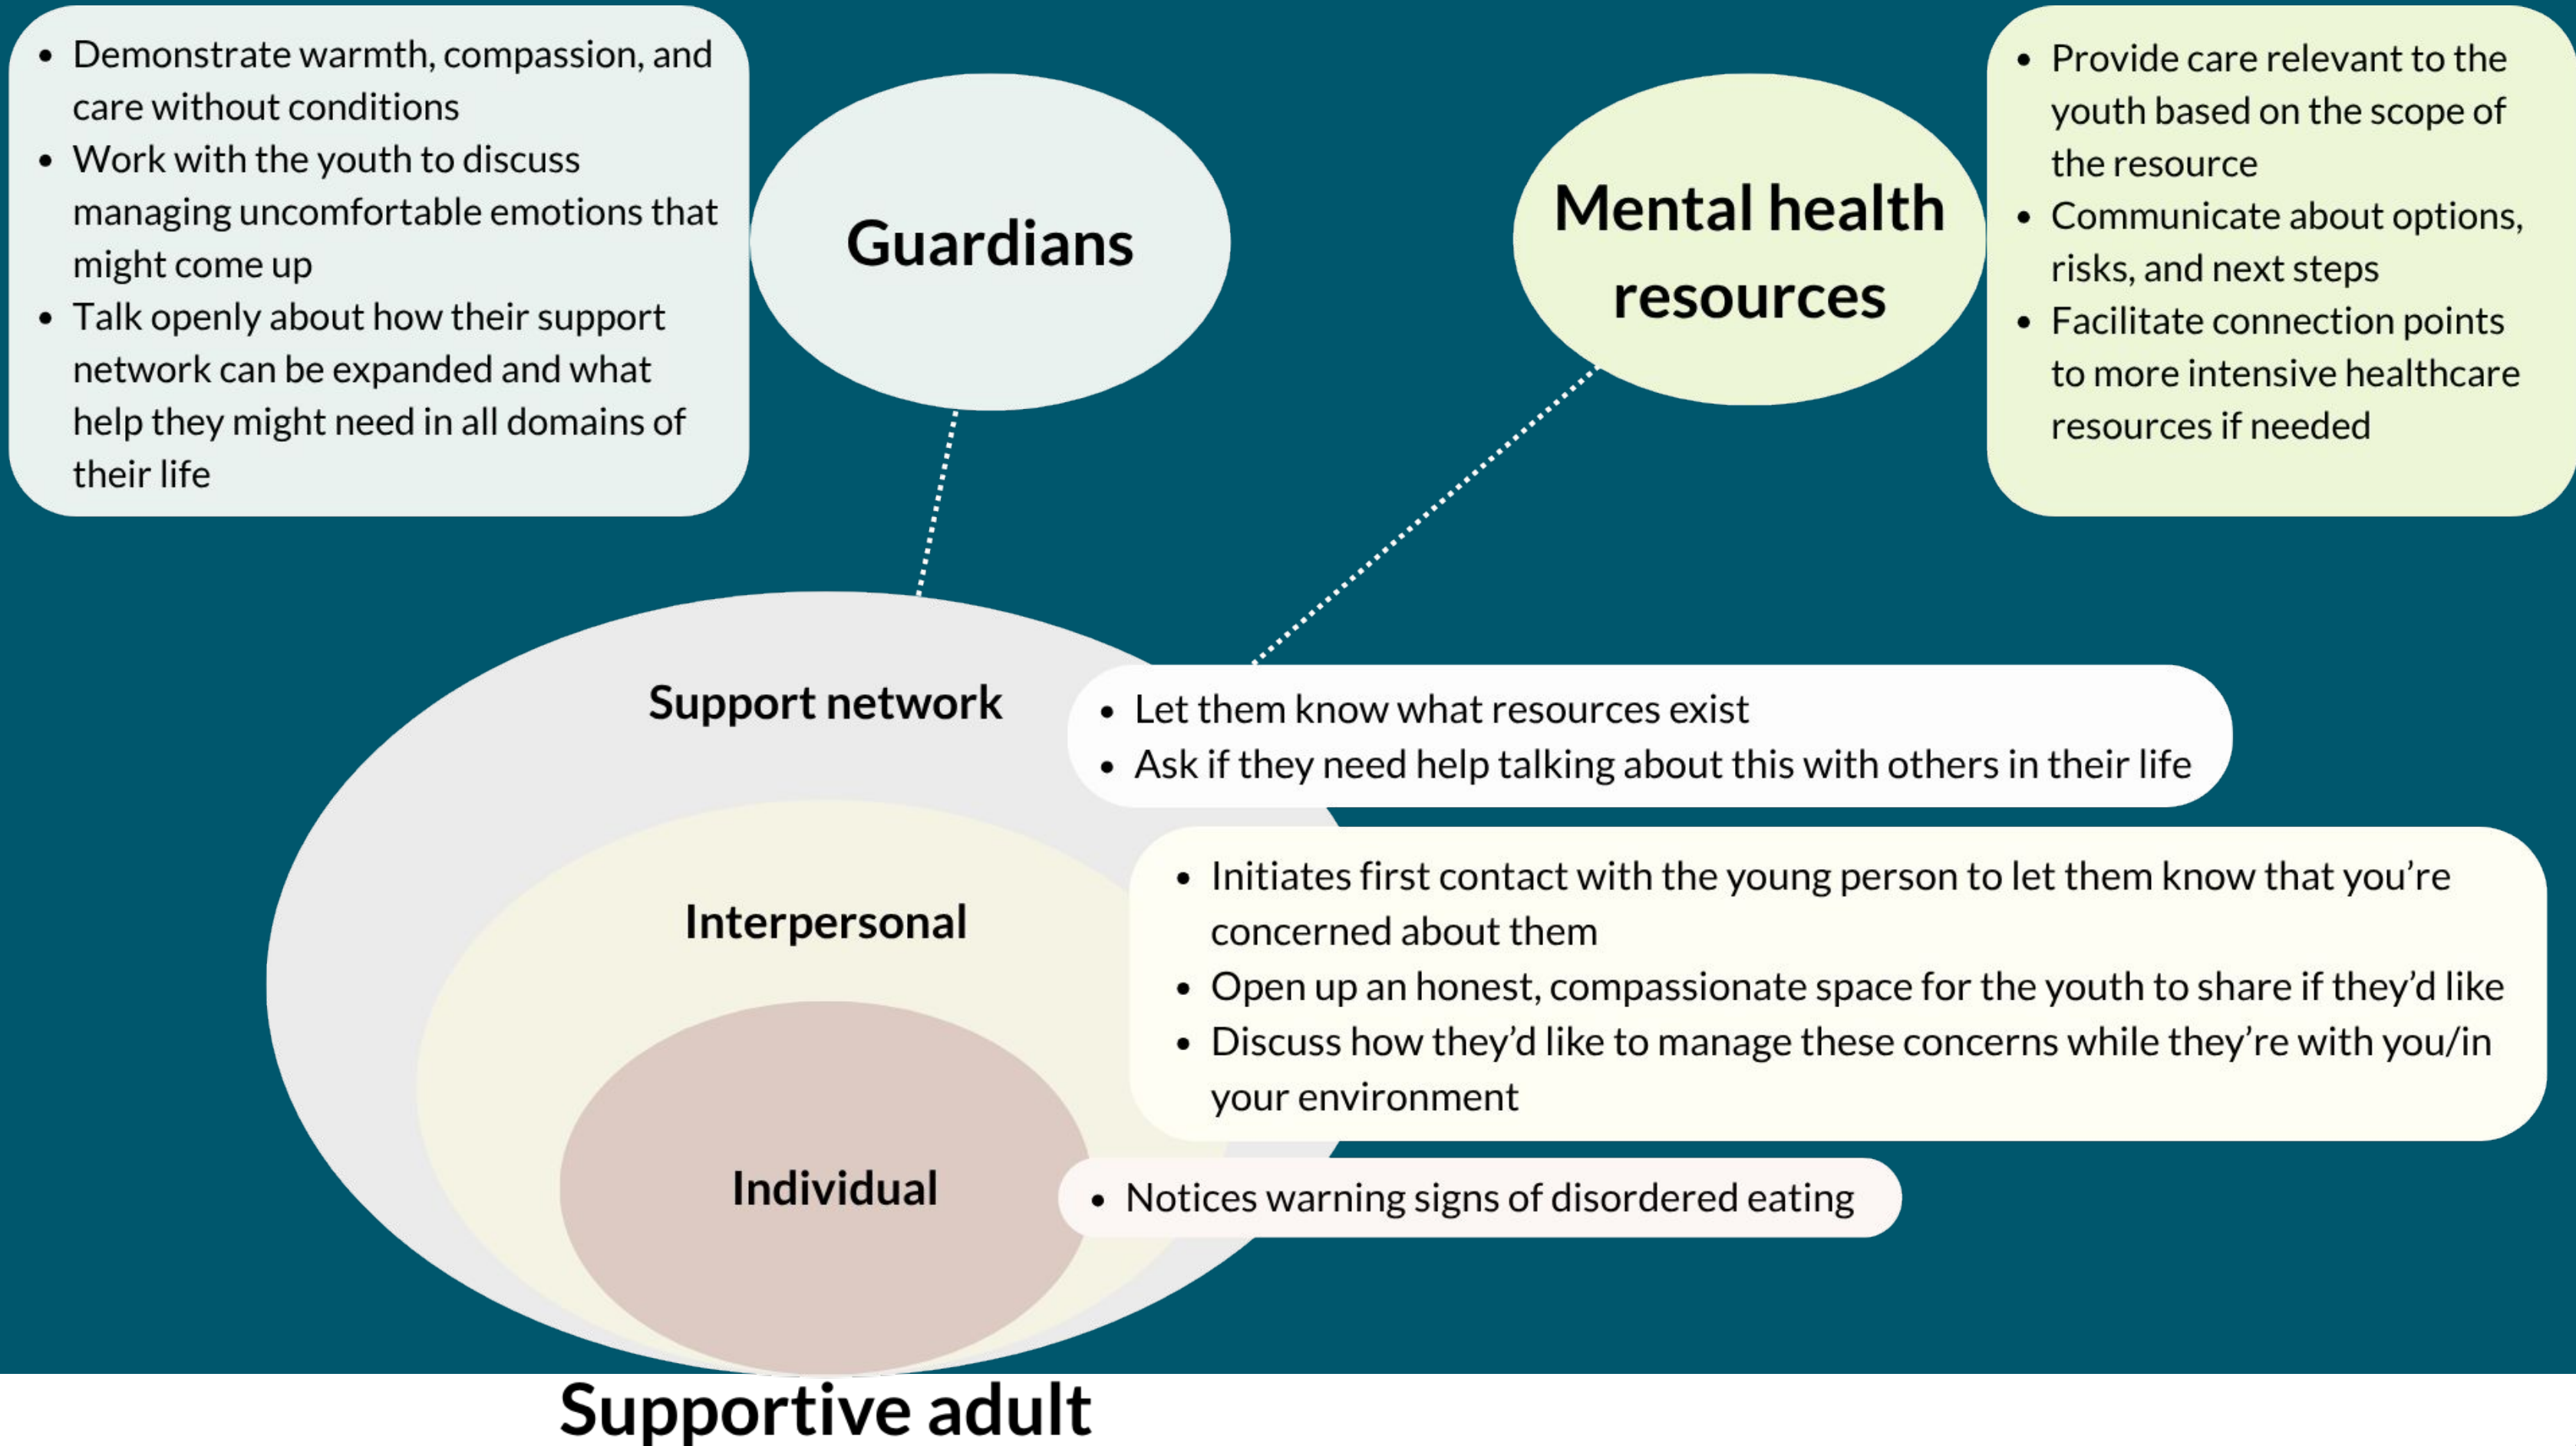 • Demonstrate warmth, compassion, and
care without conditions
• Work with the youth to discuss
managing uncomfortable emotions that
might come up
• Talk openly about how their support
network can be expanded and what
help they might need in all domains of
their life
Guardians
Mental health
resources
• Provide care relevant to the
youth based on the scope of
the resource
• Communicate about options,
risks, and next steps
• Facilitate connection points
to more intensive healthcare
resources if needed
Support network
• Let them know what resources exist
• Ask if they need help talking about this with others in their life
Interpersonal
• Initiates first contact with the young person to let them know that you’re
concerned about them
• Open up an honest, compassionate space for the youth to share if they’d like
• Discuss how they’d like to manage these concerns while they’re with you/in
your environment
Individual
• Notices warning signs of disordered eating
Supportive adult